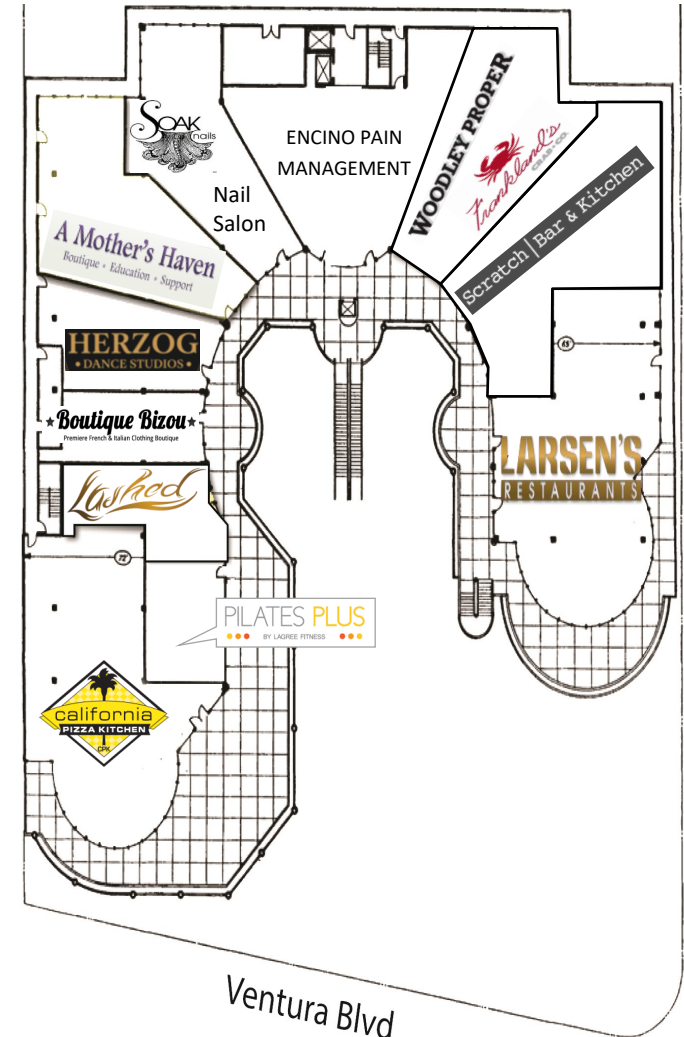 SOAK
nails
Nail
Salon
ENCINO PAIN
MANAGEMENT
WOODLEY PROPER
Frankland's
CRAB + CO.
Scratch | Bar & Kitchen
A Mother's Haven
Boutique • Education • Support
HERZOG
• DANCE STUDIOS •
Boutique Bizou
Premiere French & Italian Clothing Boutique
Lashed
72'
65'
LARSEN'S
RESTAURANTS
PILATES PLUS
BY LAGREE FITNESS
california
PIZZA KITCHEN
CPK
Ventura Blvd